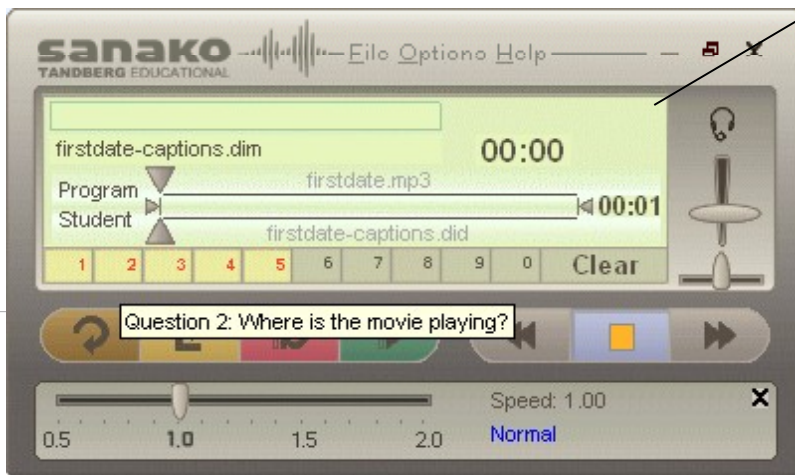 sanako File Options Help
TANDBERG EDUCATIONAL
firstdate-captions.dim 00:00
Program firstdate.mp3
00:01
Student firstdate-captions.did
1 2 3 4 5 6 7 8 9 0 Clear
Question 2: Where is the movie playing?
Speed: 1.00
0.5 1.0 1.5 2.0 Normal